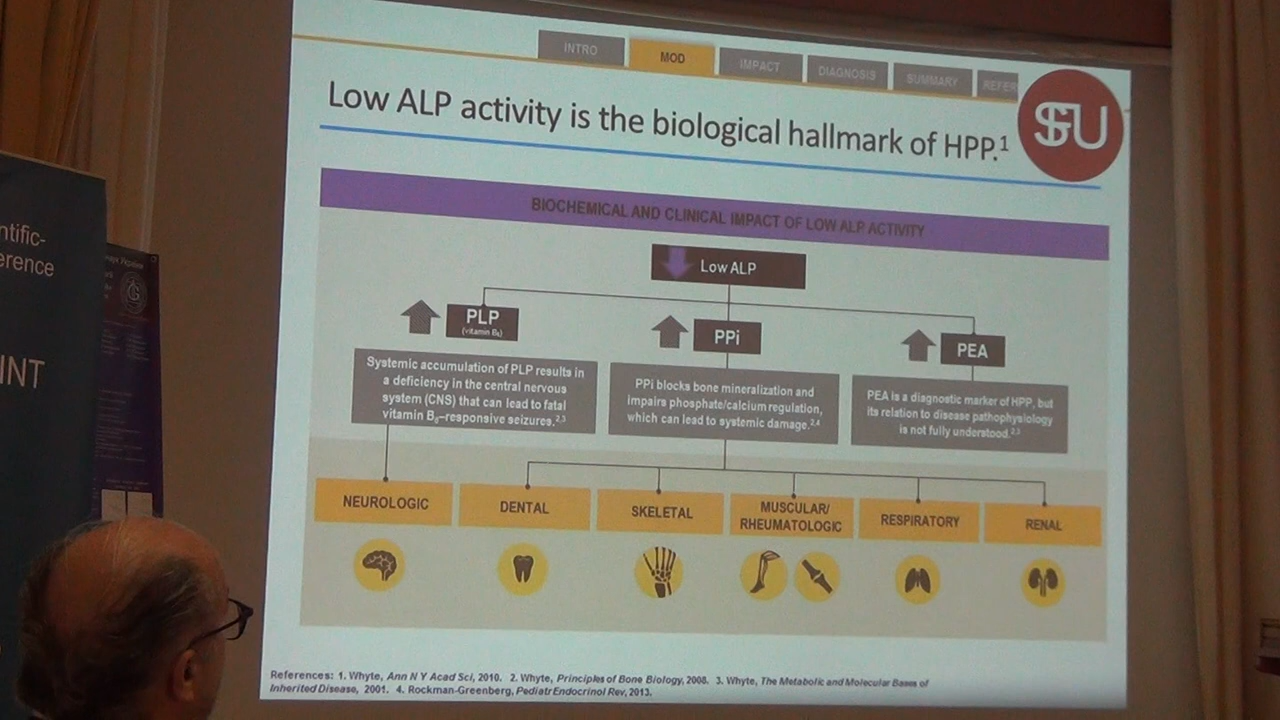 INTRO
MOD
IMPACT
DIAGNOSIS
SUMMARY
REFER
SFU
Low ALP activity is the biological hallmark of HPP.1
BIOCHEMICAL AND CLINICAL IMPACT OF LOW ALP ACTIVITY
Low ALP
PLP
(vitamin B6)
PPi
PEA
Systemic accumulation of PLP results in
a deficiency in the central nervous
system (CNS) that can lead to fatal
vitamin B6–responsive seizures.2,3
PPi blocks bone mineralization and
impairs phosphate/calcium regulation,
which can lead to systemic damage.2,4
PEA is a diagnostic marker of HPP, but
its relation to disease pathophysiology
is not fully understood.2,3
NEUROLOGIC
DENTAL
SKELETAL
MUSCULAR/
RHEUMATOLOGIC
RESPIRATORY
RENAL
References: 1. Whyte, Ann N Y Acad Sci, 2010. 2. Whyte, Principles of Bone Biology, 2008. 3. Whyte, The Metabolic and Molecular Bases of
Inherited Disease, 2001. 4. Rockman-Greenberg, Pediatr Endocrinol Rev, 2013.
ntific-
erence
INT